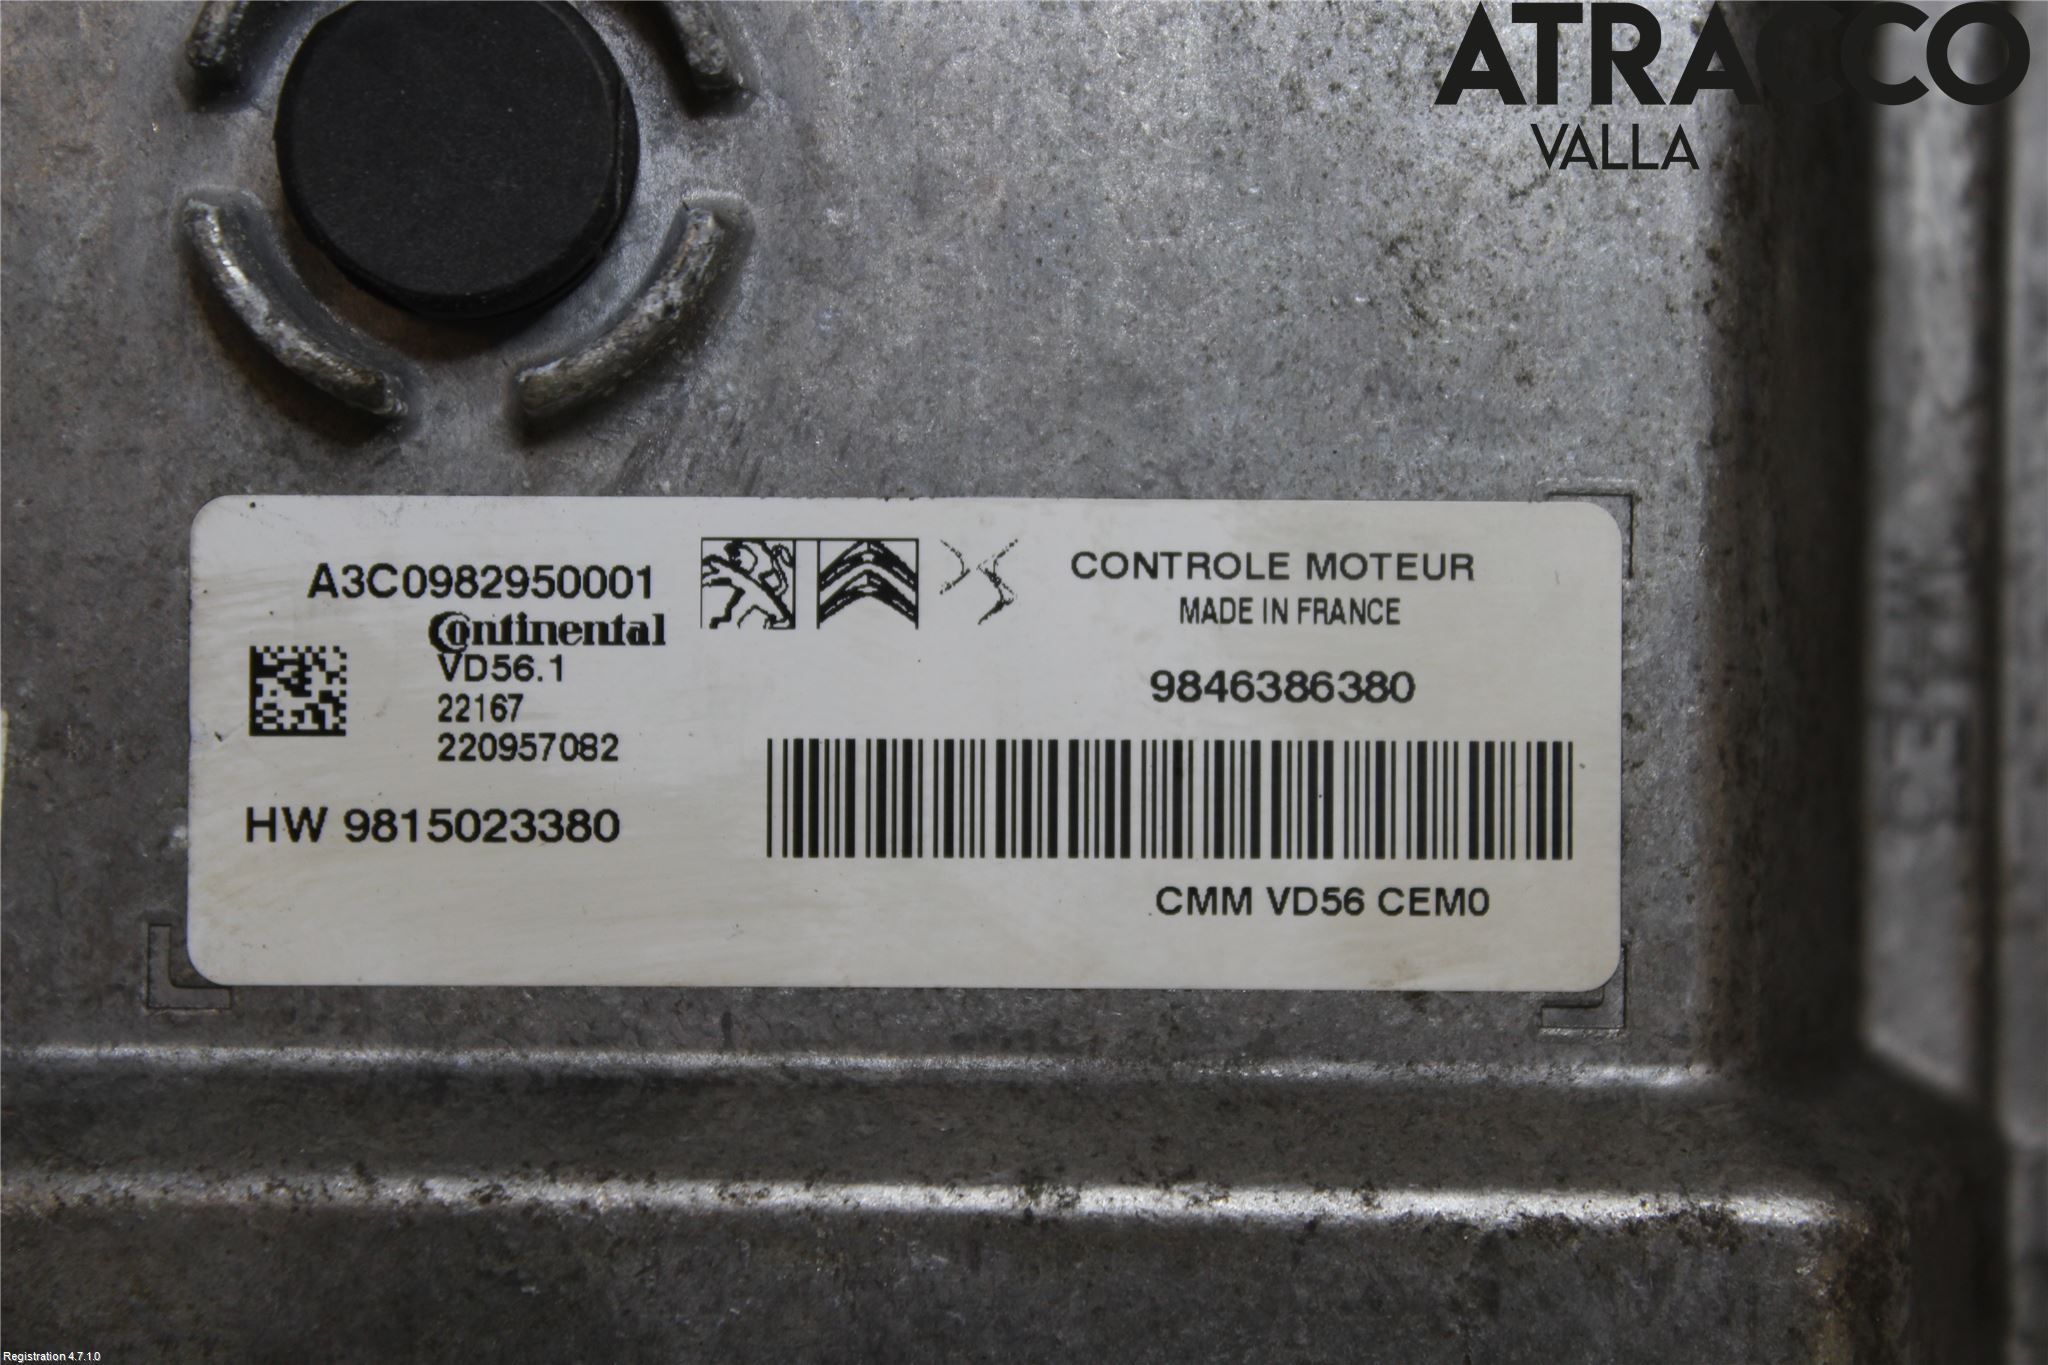 ATRACCO
VALLA
A3C0982950001
Continental
VD56.1
22167
220957082
HW 9815023380
CONTROLE MOTEUR
MADE IN FRANCE
9846386380
CMM VD56 CEM0
Registration 4.7.1.0